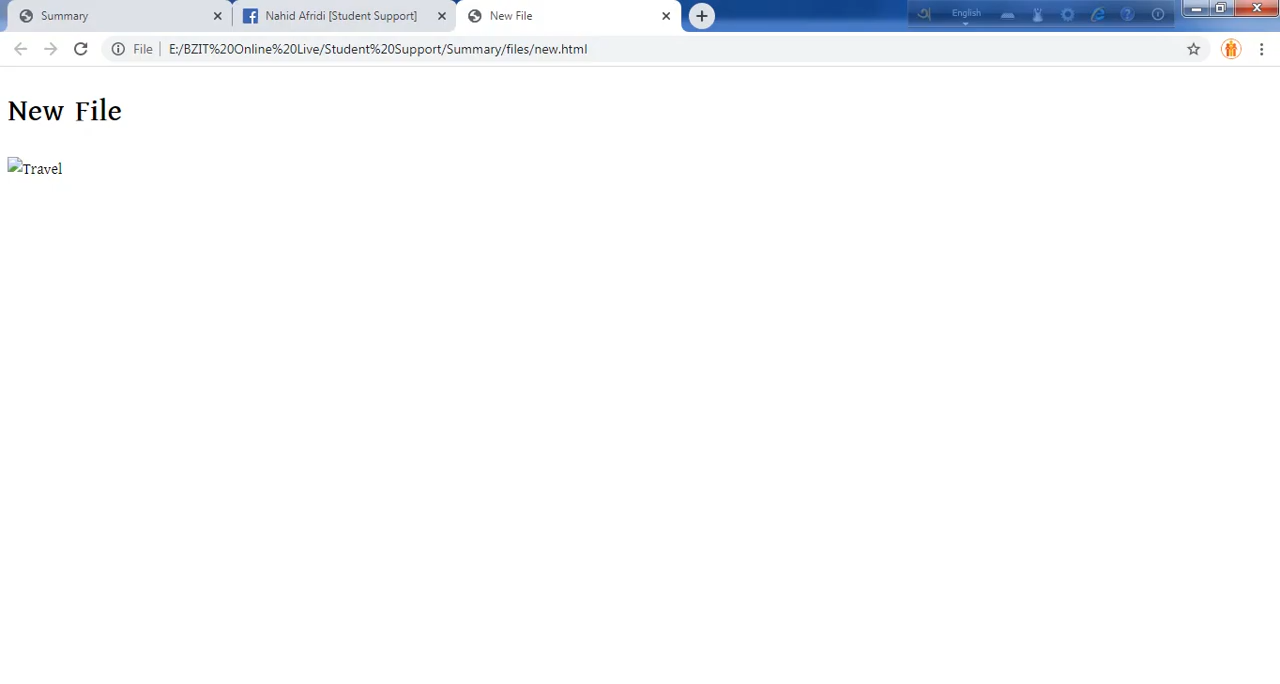 Summary
Nahid Afridi [Student Support]
New File
English
File
E:/BZIT%20Online%20Live/Student%20Support/Summary/files/new.html
New File
Travel